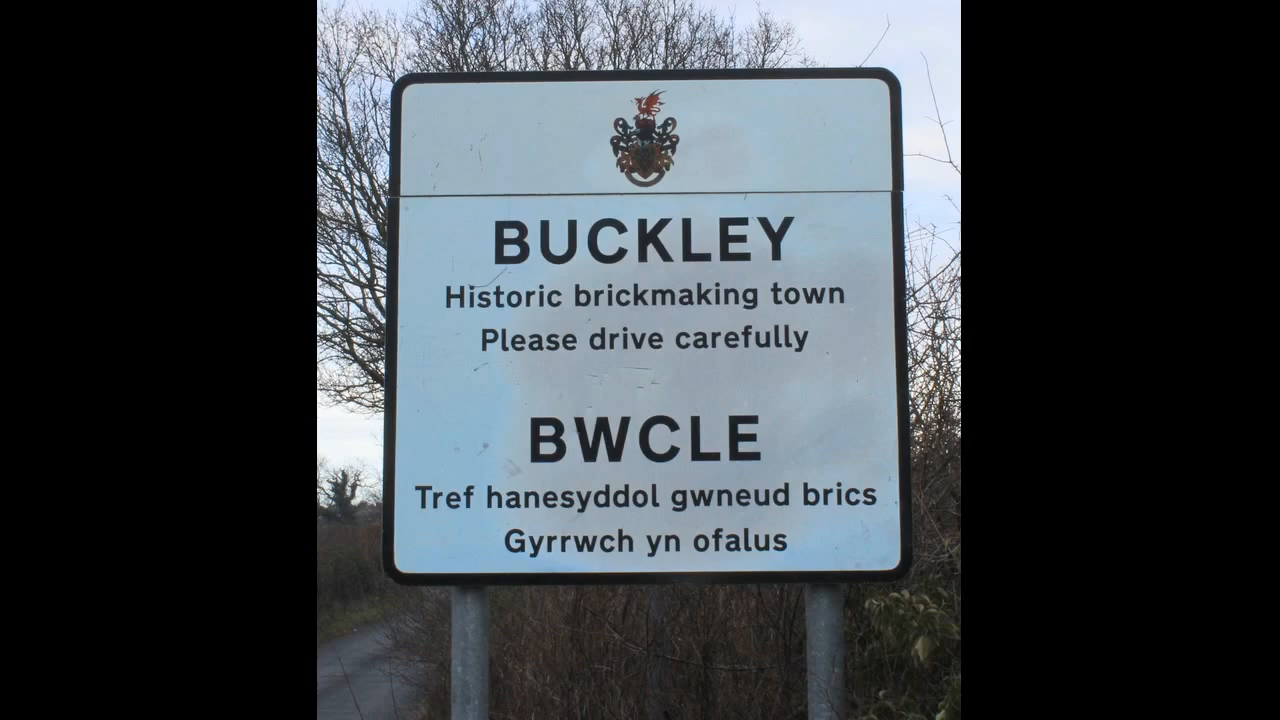 BUCKLEY
Historic brickmaking town
Please drive carefully
BWCLE
Tref hanesyddol gwneud brics
Gyrrwch yn ofalus